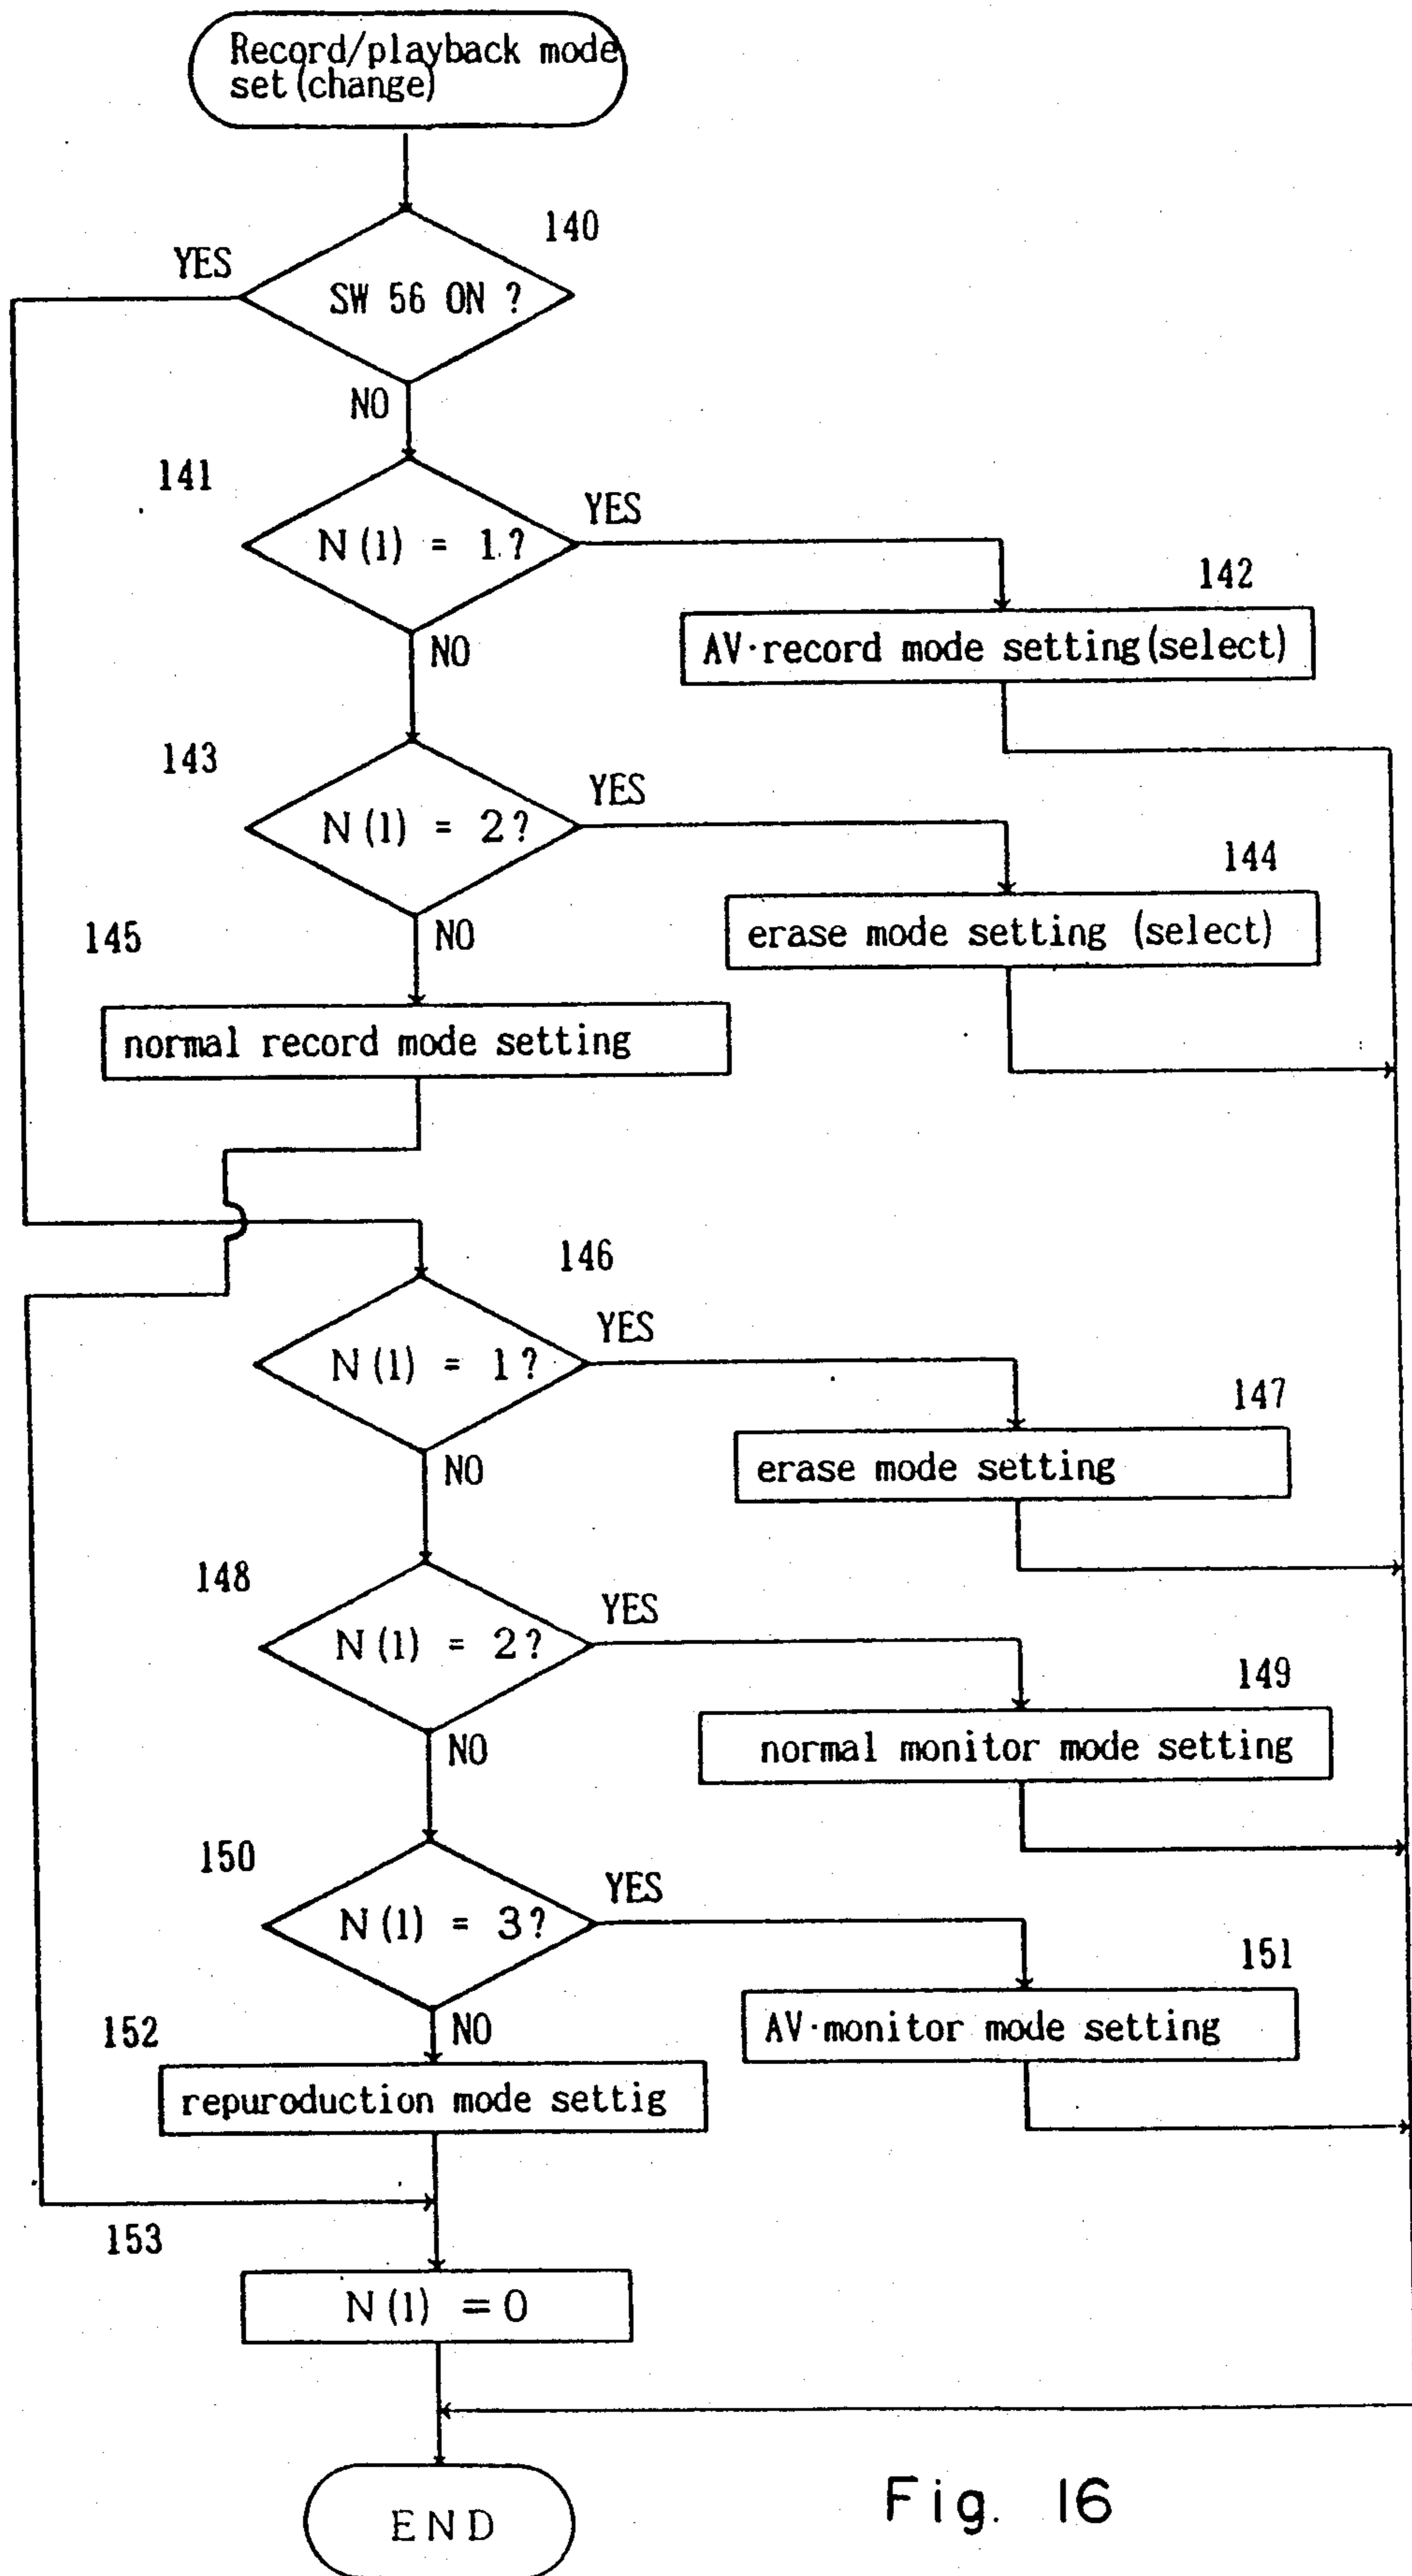 Record/playback mode
set(change)
140
YES
SW 56 ON ?
NO
141
YES
N(1) = 1?
142
AV·record mode setting(select)
NO
143
YES
N(1) = 2?
144
erase mode setting (select)
145
NO
normal record mode setting
146
YES
N(1) = 1?
147
erase mode setting
NO
148
YES
N(1) = 2?
149
normal monitor mode setting
NO
150
YES
N(1) = 3?
151
AV·monitor mode setting
152
NO
repuroduction mode settig
153
N(1) =0
END
Fig. 16